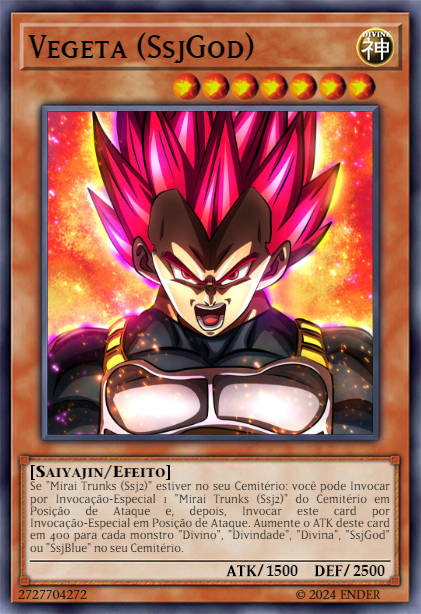 Vegeta (SsjGod)
DIVINE
神
[Saiyajin/Efeito]
Se "Mirai Trunks (Ssj2)" estiver no seu Cemitério: você pode Invocar
por Invocação-Especial 1 "Mirai Trunks (Ssj2)" do Cemitério em
Posição de Ataque e, depois, Invocar este card por
Invocação-Especial em Posição de Ataque. Aumente o ATK deste card
em 400 para cada monstro "Divino", "Divindade", "Divina", "SsjGod"
ou "SsjBlue" no seu Cemitério.
ATK/1500 DEF/2500
2727704272 © 2024 ENDER